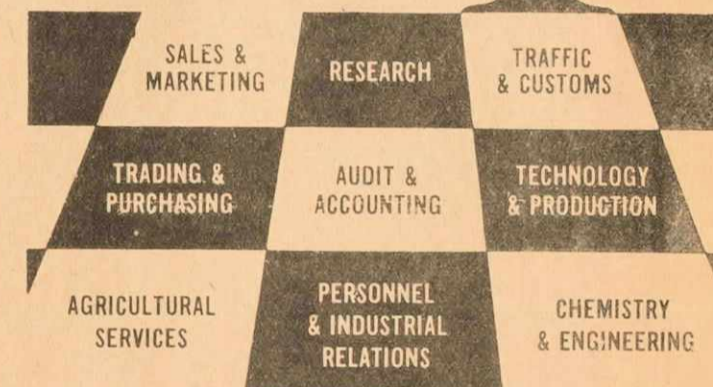 SALES &
MARKETING
RESEARCH
TRAFFIC
& CUSTOMS
TRADING &
PURCHASING
AUDIT &
ACCOUNTING
TECHNOLOGY
& PRODUCTION
AGRICULTURAL
SERVICES
PERSONNEL
& INDUSTRIAL
RELATIONS
CHEMISTRY
& ENGINEERING